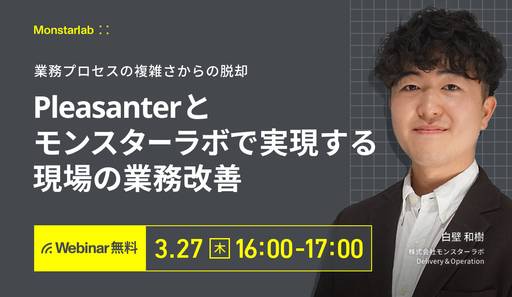 Monstarlab
業務プロセスの複雑さからの脱却
Pleasanterと
モンスターラボで実現する
現場の業務改善
Webinar無料
3.27 木 16:00-17:00
白壁 和樹
株式会社モンスターラボ
Delivery & Operation